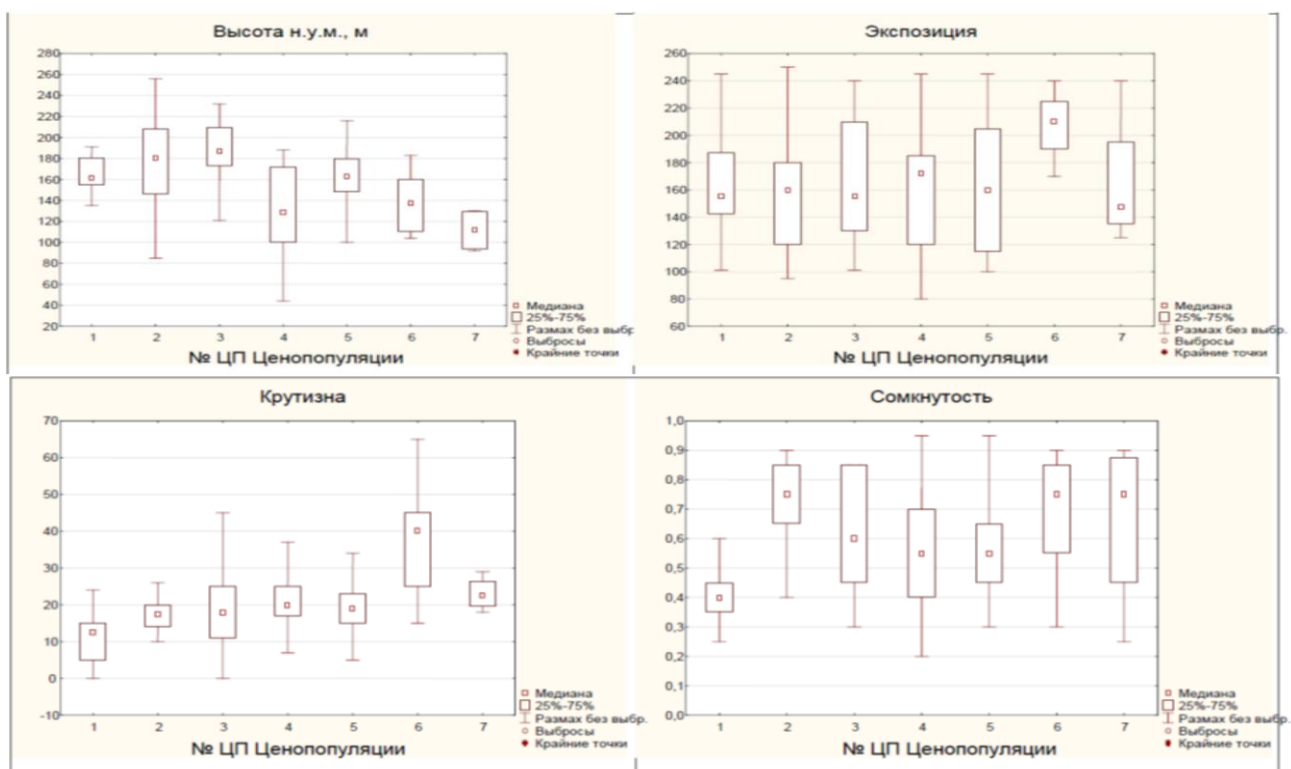 Высота н.у.м., м
280
260
240
220
200
180
160
140
120
100
80
60
40
20
1 2 3 4 5 6 7
№ ЦП Ценопопуляции
Медиана
25%-75%
Размах без выбр
Выбросы
Крайние точки
Экспозиция
260
240
220
200
180
160
140
120
100
80
60
1 2 3 4 5 6 7
№ ЦП Ценопопуляции
Медиана
25%-75%
Размах без выбр.
Выбросы
Крайние точки
Крутизна
70
60
50
40
30
20
10
0
-10
1 2 3 4 5 6 7
№ ЦП Ценопопуляции
Медиана
25%-75%
Размах без выбр.
Выбросы
Крайние точки
Сомкнутость
1,0
0,9
0,8
0,7
0,6
0,5
0,4
0,3
0,2
0,1
0,0
1 2 3 4 5 6 7
№ ЦП Ценопопуляции
Медиана
25%-75%
Размах без выбр.
Выбросы
Крайние точки